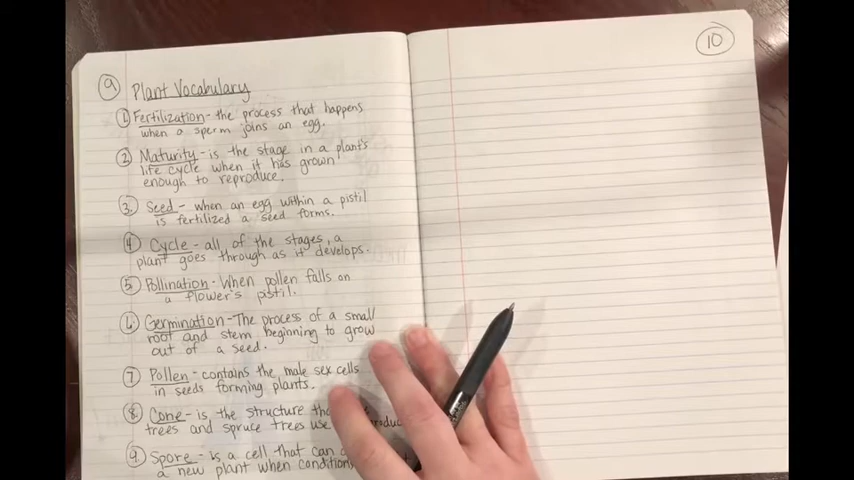 9 Plant Vocabulary
1 Fertilization - the process that happens
when a sperm joins an egg.
2. Maturity - is the stage in a plant's
life cycle when it has grown
enough to reproduce.
3. Seed - when an egg within a pistil
is fertilized a seed forms.
4 Cycle - all of the stages, a
plant goes through as it develops.
5. Pollination - When pollen falls on
a flower's pistil.
6. Germination - The process of a small
root and stem beginning to grow
out of a seed.
7 Pollen - contains the male sex cells
in seeds forming plants.
8. Cone - is the structure
trees and spruce trees use
9. Spore - is a cell that can
a new plant when
10